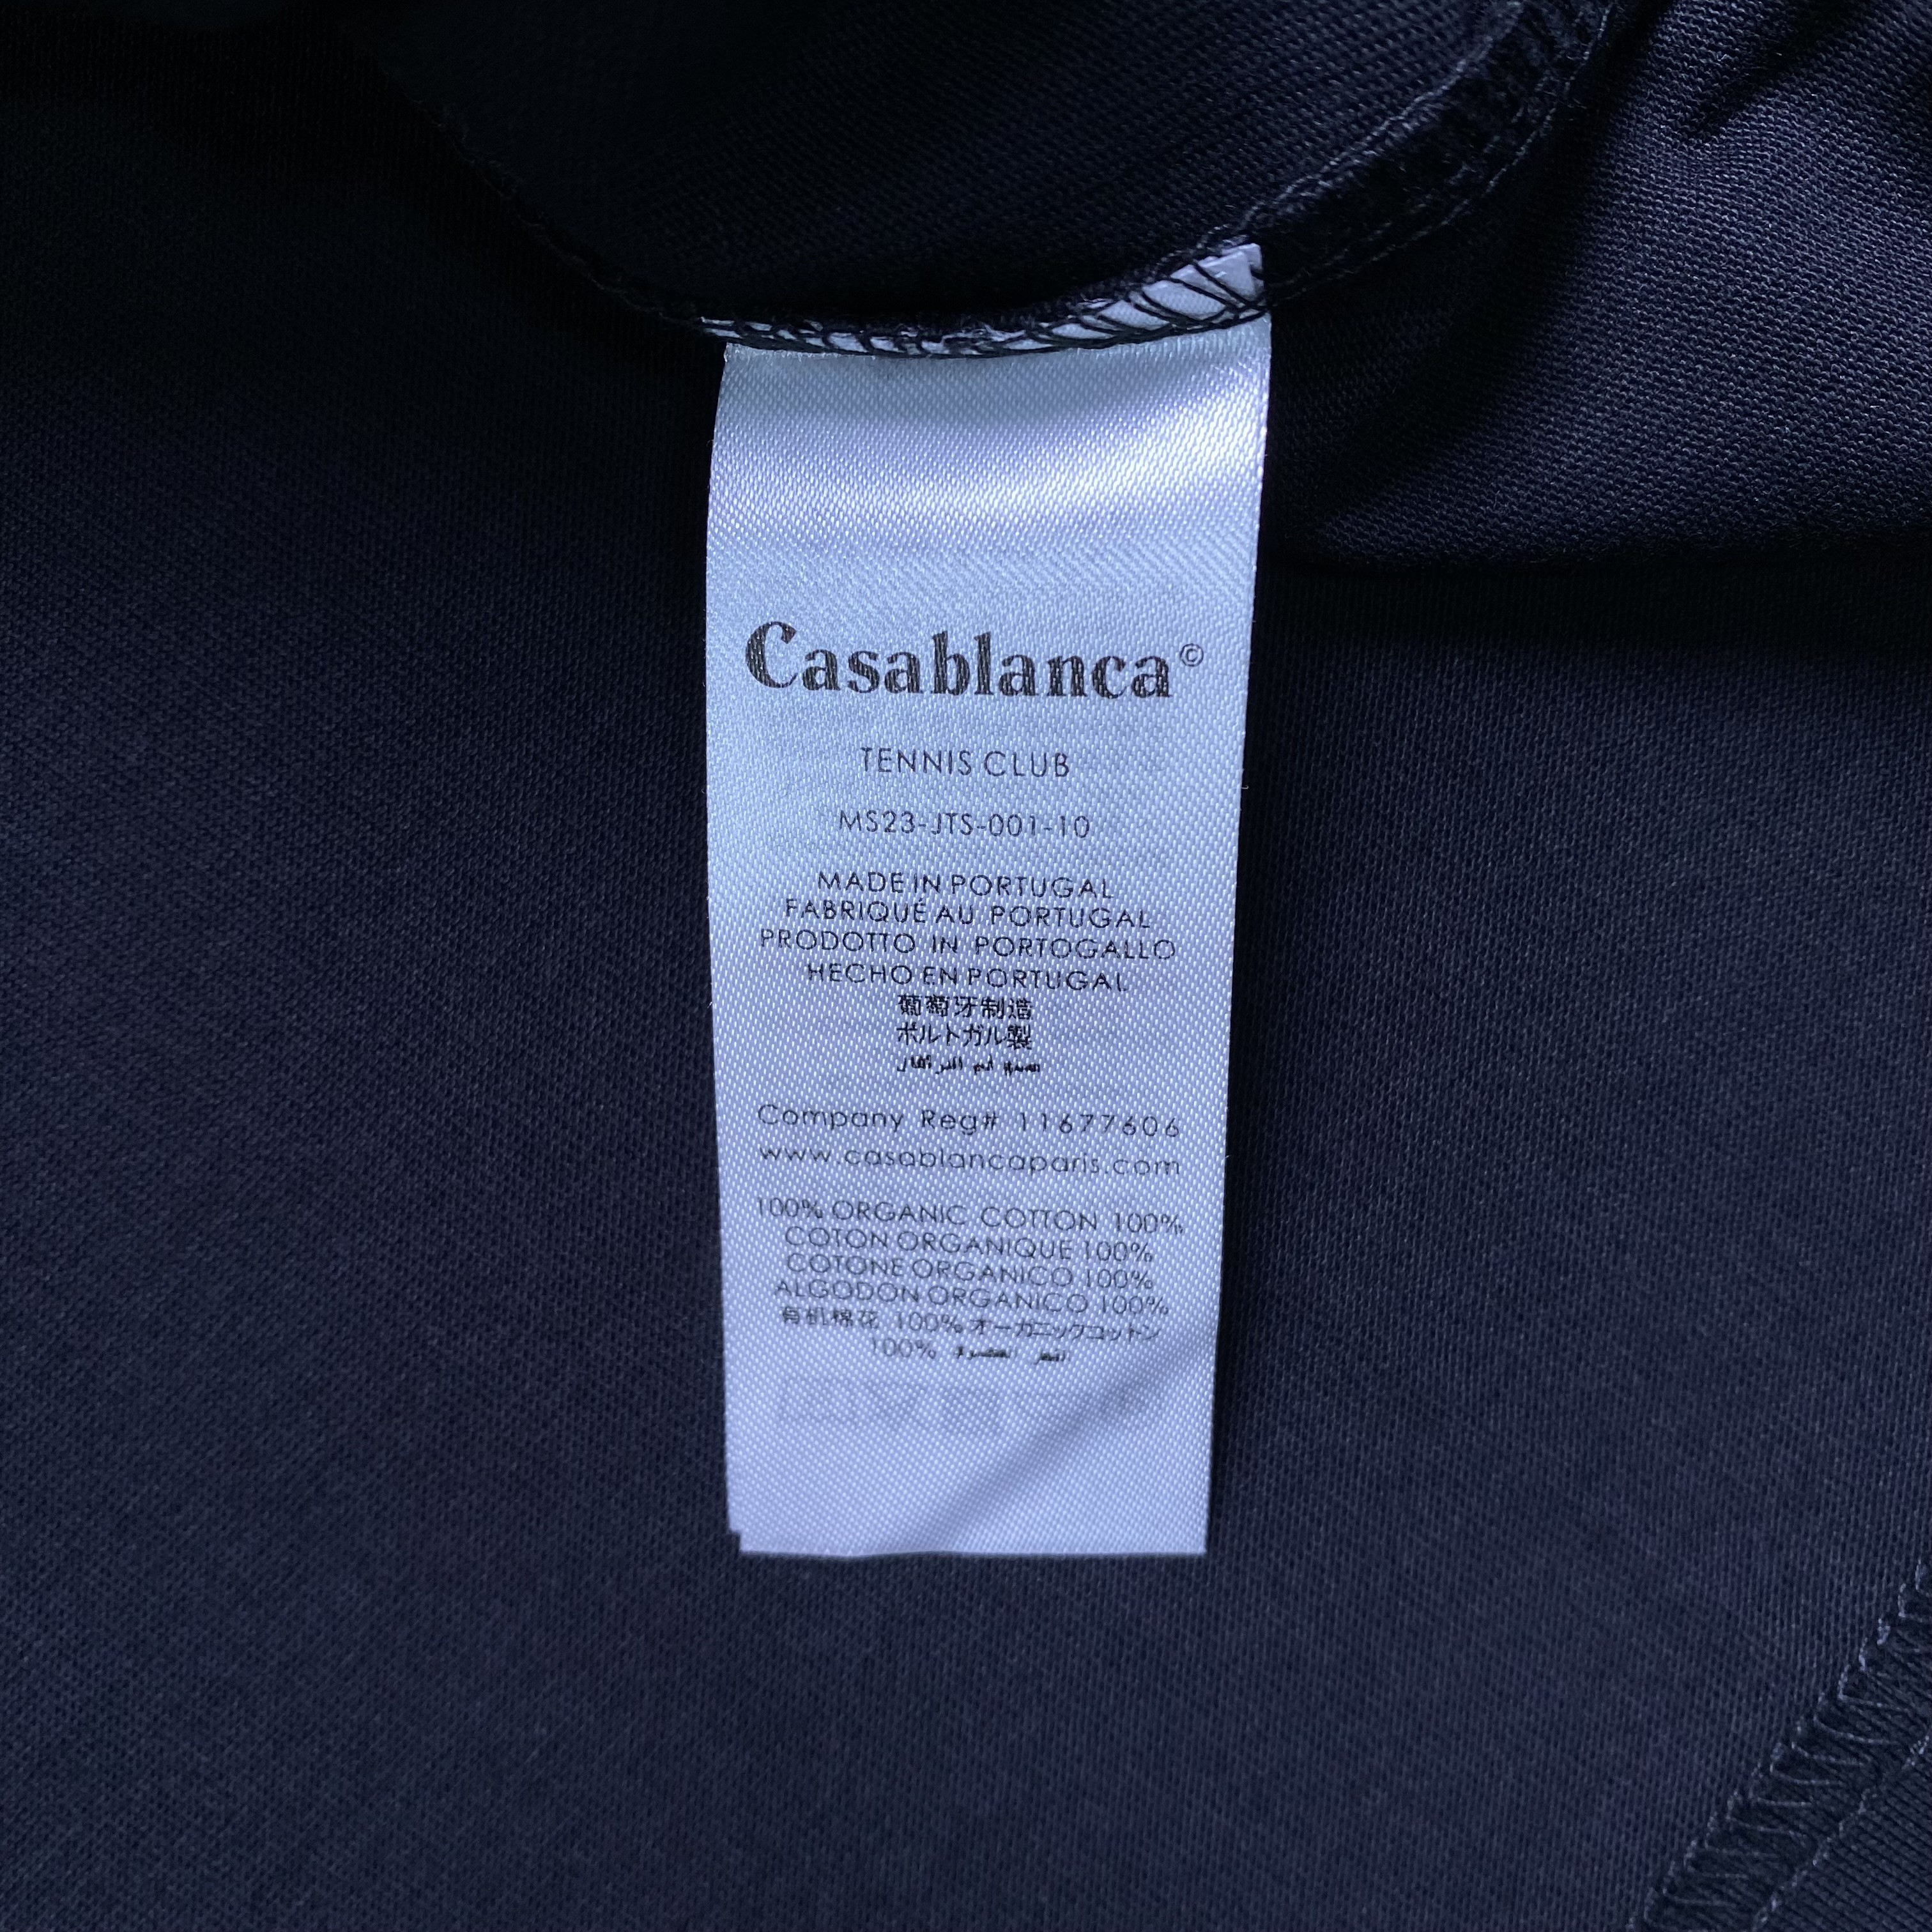 Casablanca©
TENNIS CLUB
MS23-JTS-001-10
MADE IN PORTUGAL
FABRIQUÉ AU PORTUGAL
PRODOTTO IN PORTOGALLO
HECHO EN PORTUGAL
葡萄牙制造
ポルトガル製
Company Reg# 11677606
www.casablancaparis.com
100% ORGANIC COTTON 100%
COTON ORGANIQUE 100%
COTONE ORGANICO 100%
ALGODON ORGANICO 100%
有机棉花 100% オーガニックコットン
100%